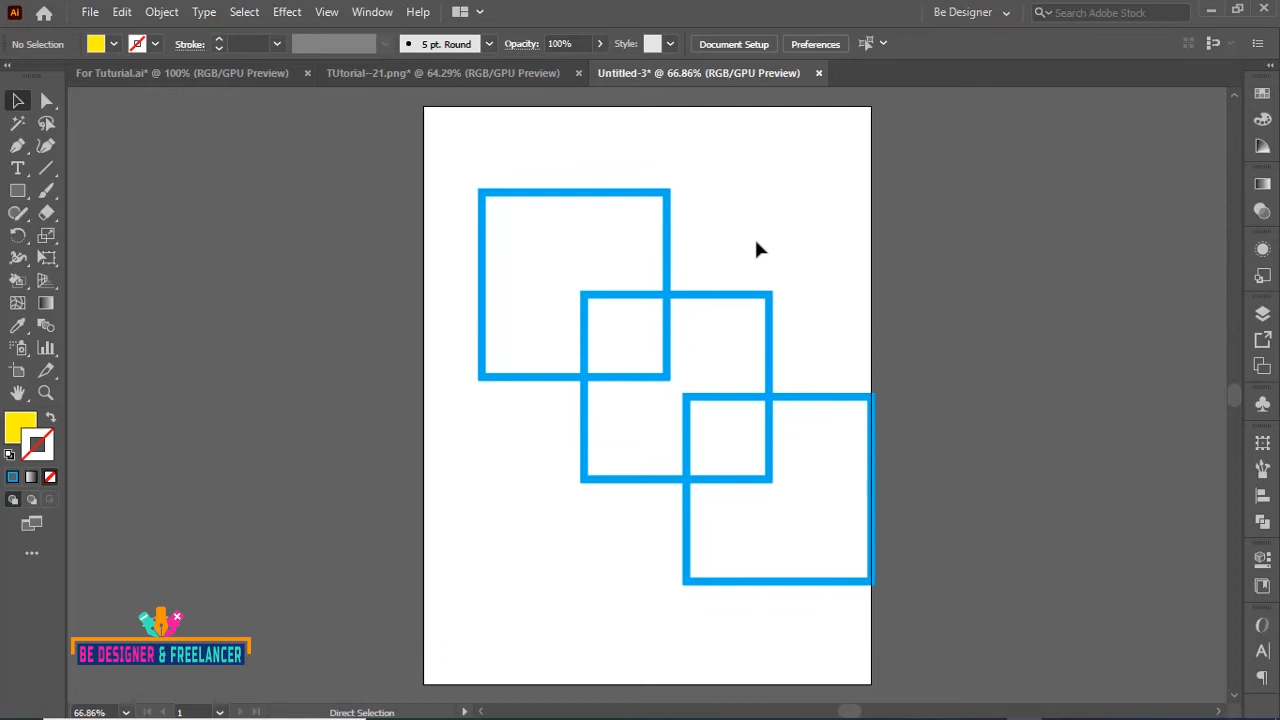 Ai File Edit Object Type Select Effect View Window Help Be Designer Search Adobe Stock
No Selection Stroke: 5 pt. Round Opacity: 100% Style: Document Setup Preferences
For Tuturial.ai* @ 100% (RGB/GPU Preview) TUtorial--21.png* @ 64.29% (RGB/GPU Preview) Untitled-3* @ 66.86% (RGB/GPU Preview)
BE DESIGNER & FREELANCER
66.86% 1 Direct Selection